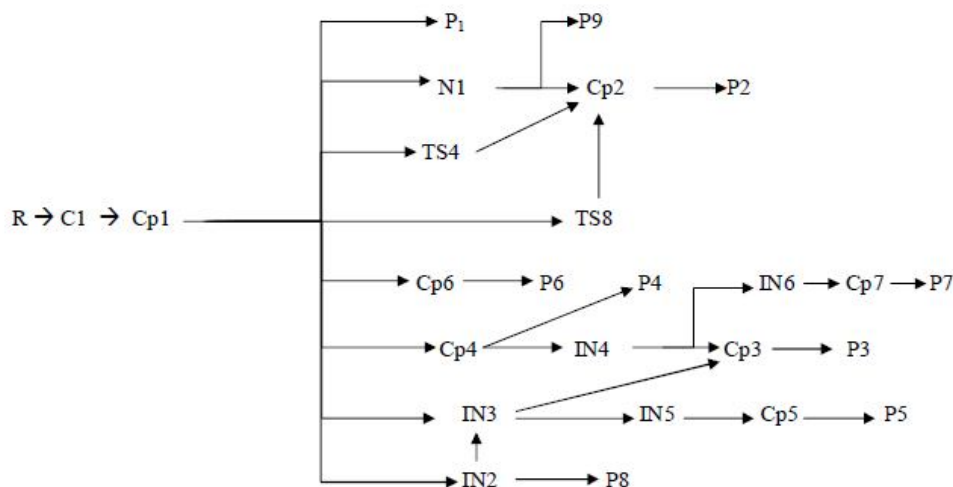 P₁ P9
N1 Cp2 P2
TS4
R → C1 → Cp1 TS8
Cp6 P6 P4 IN6 Cp7 P7
Cp4 IN4 Cp3 P3
IN3 IN5 Cp5 P5
IN2 P8